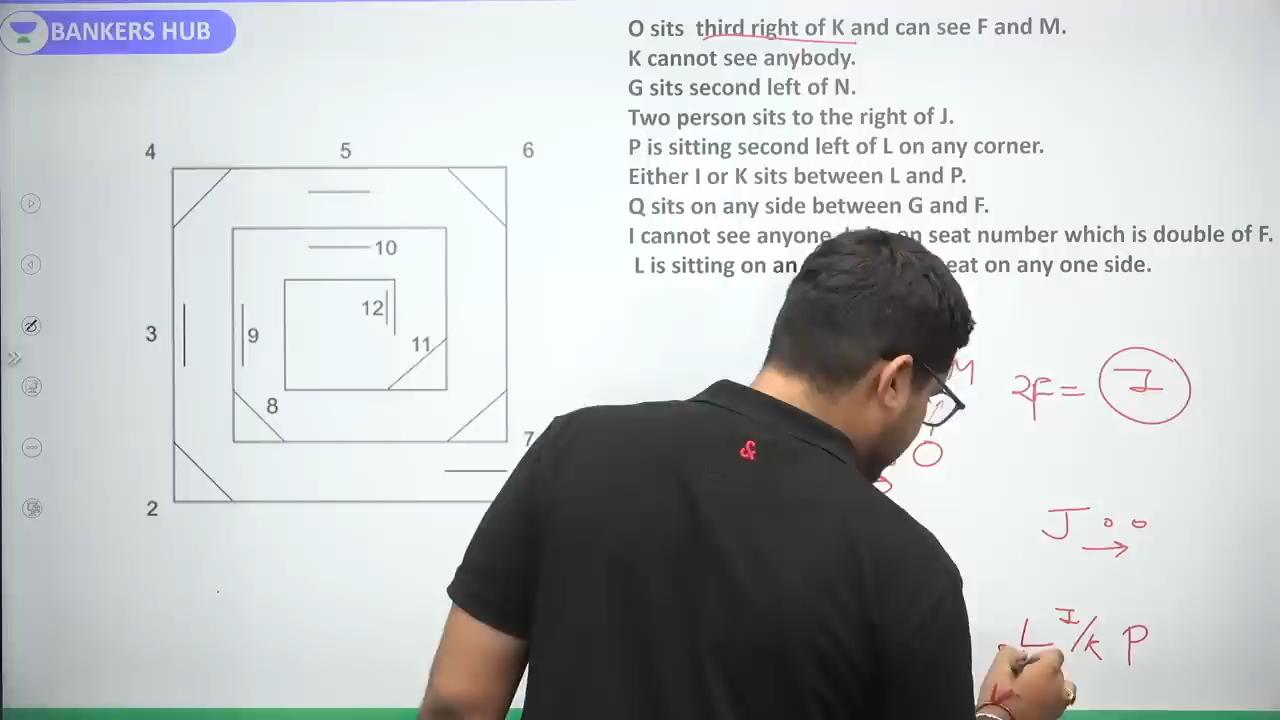 BANKERS HUB
O sits third right of K and can see F and M.
K cannot see anybody.
G sits second left of N.
Two person sits to the right of J.
P is sitting second left of L on any corner.
Either I or K sits between L and P.
Q sits on any side between G and F.
I cannot see anyone seat number which is double of F.
L is sitting on an eat on any one side.
4 5 6
10
3 9 12
11
8
7
2
M
2F = I
O
J o o
L I/K P